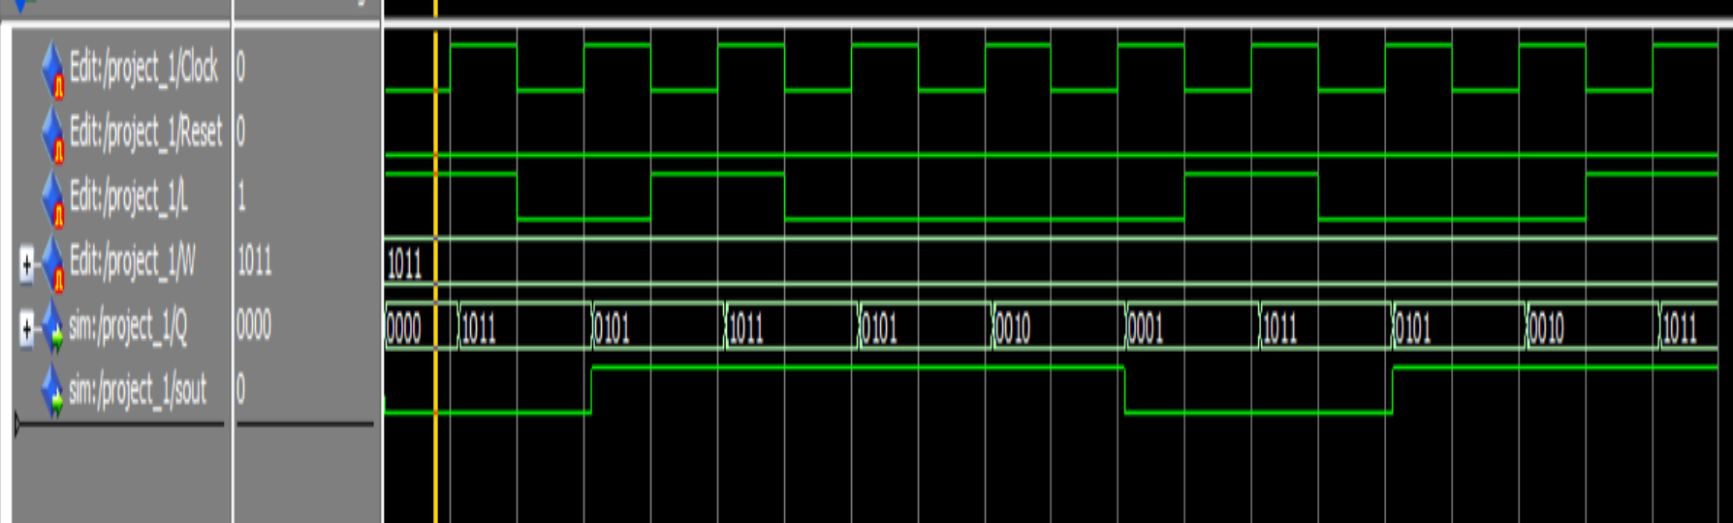 Edit:/project_1/Clock 0
Edit:/project_1/Reset 0
Edit:/project_1/L 1
Edit:/project_1/W 1011 1011
sim:/project_1/Q 0000 0000 1011 0101 1011 0101 0010 0001 1011 0101 0010 1011
sim:/project_1/sout 0